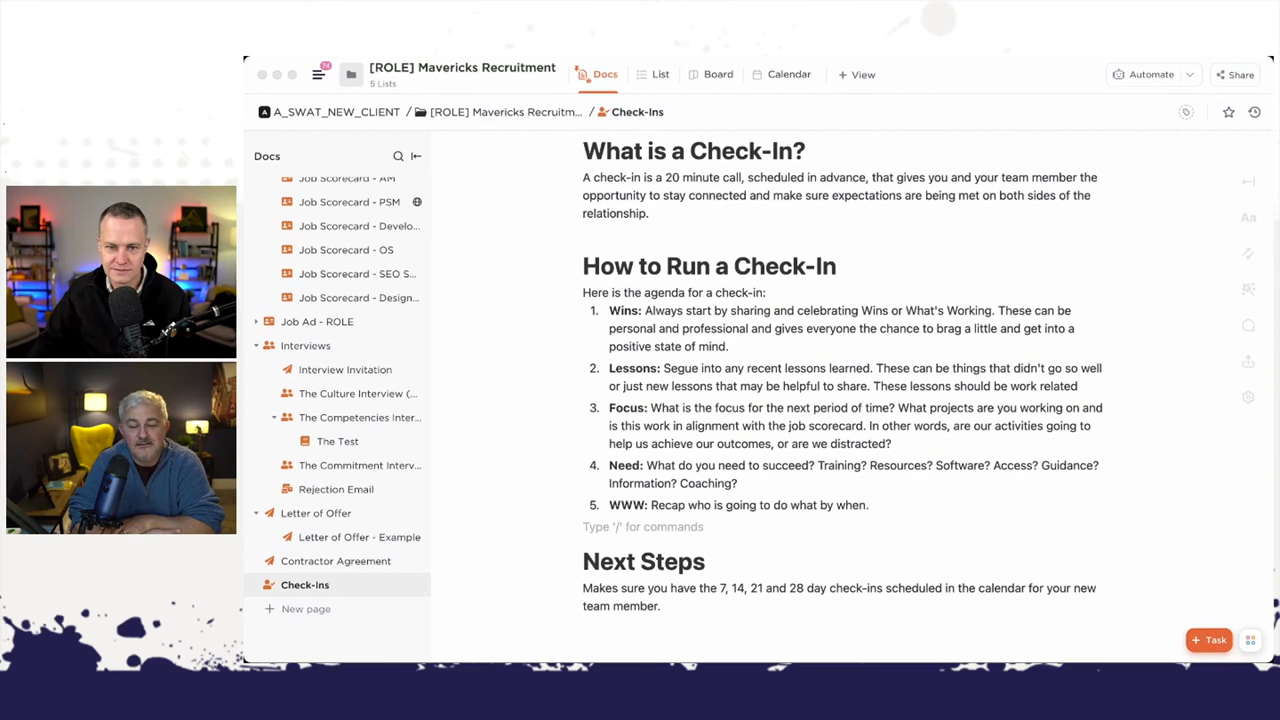 74
[ROLE] Mavericks Recruitment
5 Lists
Docs
List
Board
Calendar
+ View
Automate
Share
A_SWAT_NEW_CLIENT / [ROLE] Mavericks Recruitm... / Check-Ins
Docs
Job Scorecard - AM
Job Scorecard - PSM
Job Scorecard - Develo...
Job Scorecard - OS
Job Scorecard - SEO S...
Job Scorecard - Design...
Job Ad - ROLE
Interviews
Interview Invitation
The Culture Interview (...
The Competencies Inter...
The Test
The Commitment Interv...
Rejection Email
Letter of Offer
Letter of Offer - Example
Contractor Agreement
Check-Ins
+ New page
What is a Check-In?
A check-in is a 20 minute call, scheduled in advance, that gives you and your team member the
opportunity to stay connected and make sure expectations are being met on both sides of the
relationship.
How to Run a Check-In
Here is the agenda for a check-in:
1. Wins: Always start by sharing and celebrating Wins or What's Working. These can be
personal and professional and gives everyone the chance to brag a little and get into a
positive state of mind.
2. Lessons: Segue into any recent lessons learned. These can be things that didn't go so well
or just new lessons that may be helpful to share. These lessons should be work related
3. Focus: What is the focus for the next period of time? What projects are you working on and
is this work in alignment with the job scorecard. In other words, are our activities going to
help us achieve our outcomes, or are we distracted?
4. Need: What do you need to succeed? Training? Resources? Software? Access? Guidance?
Information? Coaching?
5. WWW: Recap who is going to do what by when.
Type '/' for commands
Next Steps
Makes sure you have the 7, 14, 21 and 28 day check-ins scheduled in the calendar for your new
team member.
Aa
+ Task